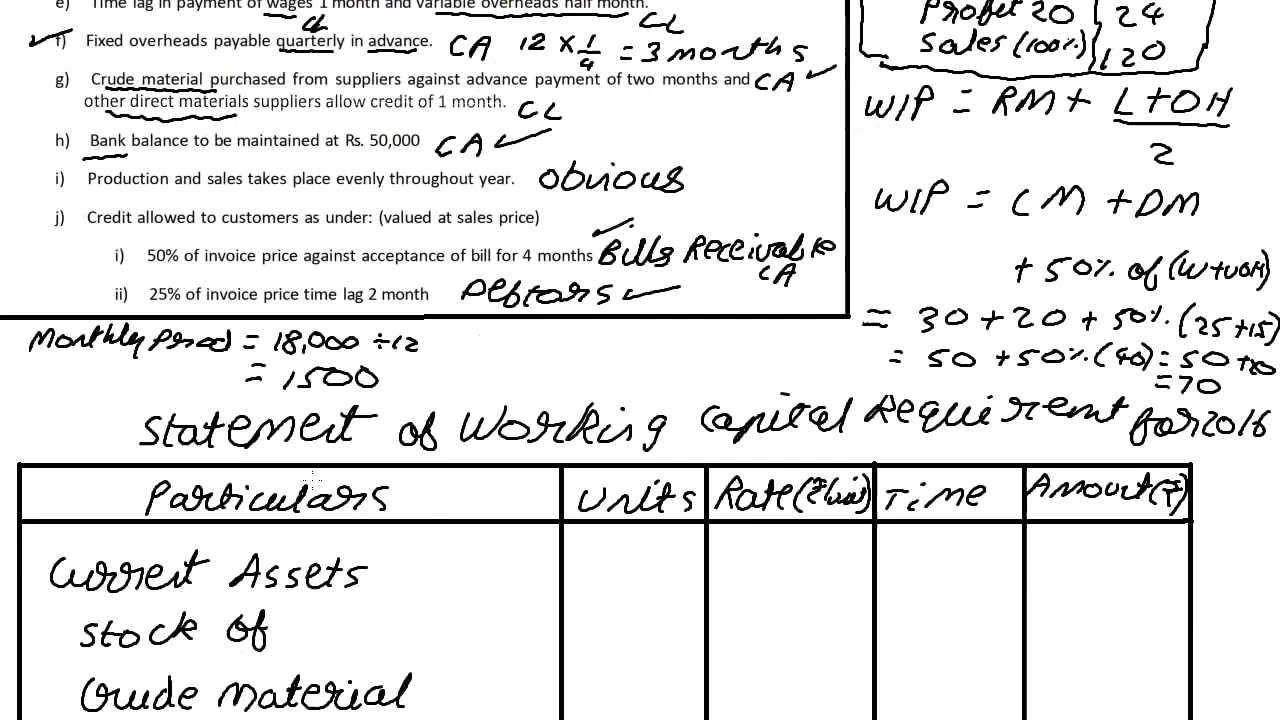 e) Time lag in payment of wages 1 month and variable overheads half month.
CL CL
f) Fixed overheads payable quarterly in advance. CA 12 × 1/4 = 3 months
g) Crude material purchased from suppliers against advance payment of two months and CA
other direct materials suppliers allow credit of 1 month. CL
h) Bank balance to be maintained at Rs. 50,000 CA
i) Production and sales takes place evenly throughout year. obvious
j) Credit allowed to customers as under: (valued at sales price)
i) 50% of invoice price against acceptance of bill for 4 months Bills Receivable
CA
ii) 25% of invoice price time lag 2 month Debtors
Profit 20 24
Sales (100%) 120
WIP = RM + L+OH
2
WIP = CM + DM
+ 50% of (W+VOH)
= 30 + 20 + 50% (25+15)
= 50 + 50% (40) = 50 + 20
= 70
Monthly Period = 18,000 ÷ 12
= 1500
Statement of Working Capital Requirement for 2016
Particulars Units Rate (₹/unit) Time Amount (₹)
Current Assets
Stock of
Crude Material